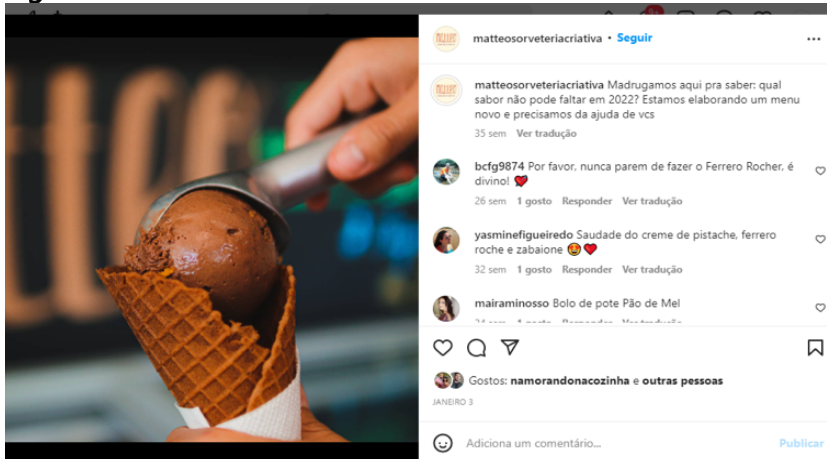 matteosorveteriacriativa • Seguir
matteosorveteriacriativa Madrugamos aqui pra saber: qual
sabor não pode faltar em 2022? Estamos elaborando um menu
novo e precisamos da ajuda de vcs
35 sem Ver tradução
bcfg9874 Por favor, nunca parem de fazer o Ferrero Rocher, é
divino!
26 sem 1 gosto Responder Ver tradução
yasminefigueiredo Saudade do creme de pistache, ferrero
roche e zabaione
32 sem 1 gosto Responder Ver tradução
mairaminosso Bolo de pote Pão de Mel
Gostos: namorandonacozinha e outras pessoas
JANEIRO 3
Adiciona um comentário...
Publicar